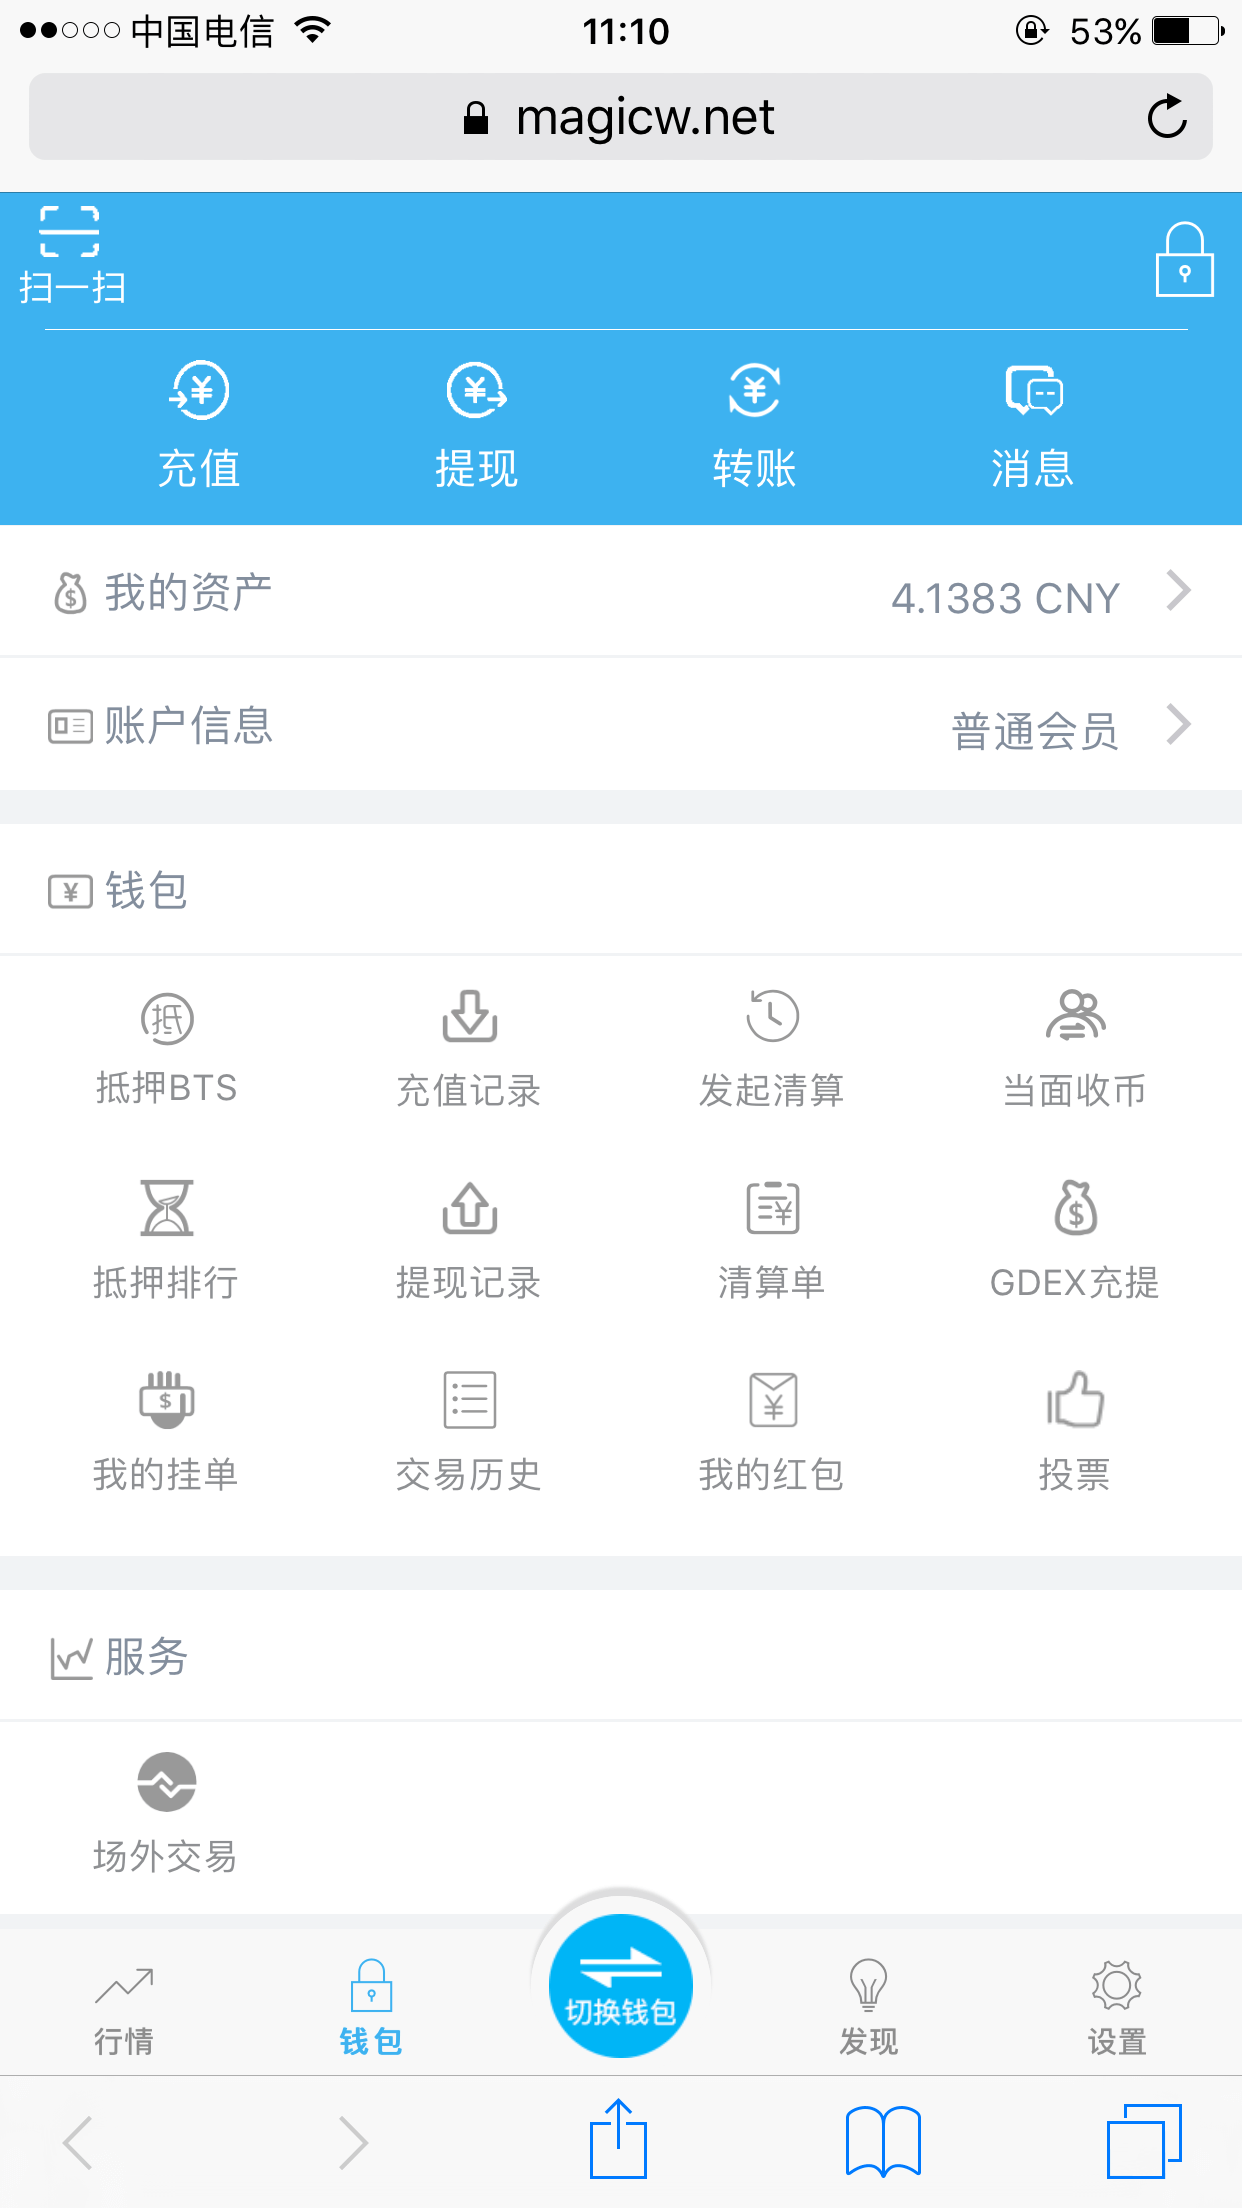 中国电信 11:10 53%
magicw.net
扫一扫
充值 提现 转账 消息
我的资产 4.1383 CNY
账户信息 普通会员
钱包
抵
抵押BTS 充值记录 发起清算 当面收币
抵押排行 提现记录 清算单 GDEX充提
我的挂单 交易历史 我的红包 投票
服务
场外交易
行情 钱包 切换钱包 发现 设置